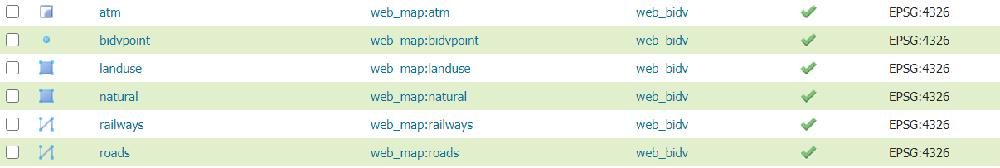 atm web_map:atm web_bidv EPSG:4326
bidvpoint web_map:bidvpoint web_bidv EPSG:4326
landuse web_map:landuse web_bidv EPSG:4326
natural web_map:natural web_bidv EPSG:4326
railways web_map:railways web_bidv EPSG:4326
roads web_map:roads web_bidv EPSG:4326